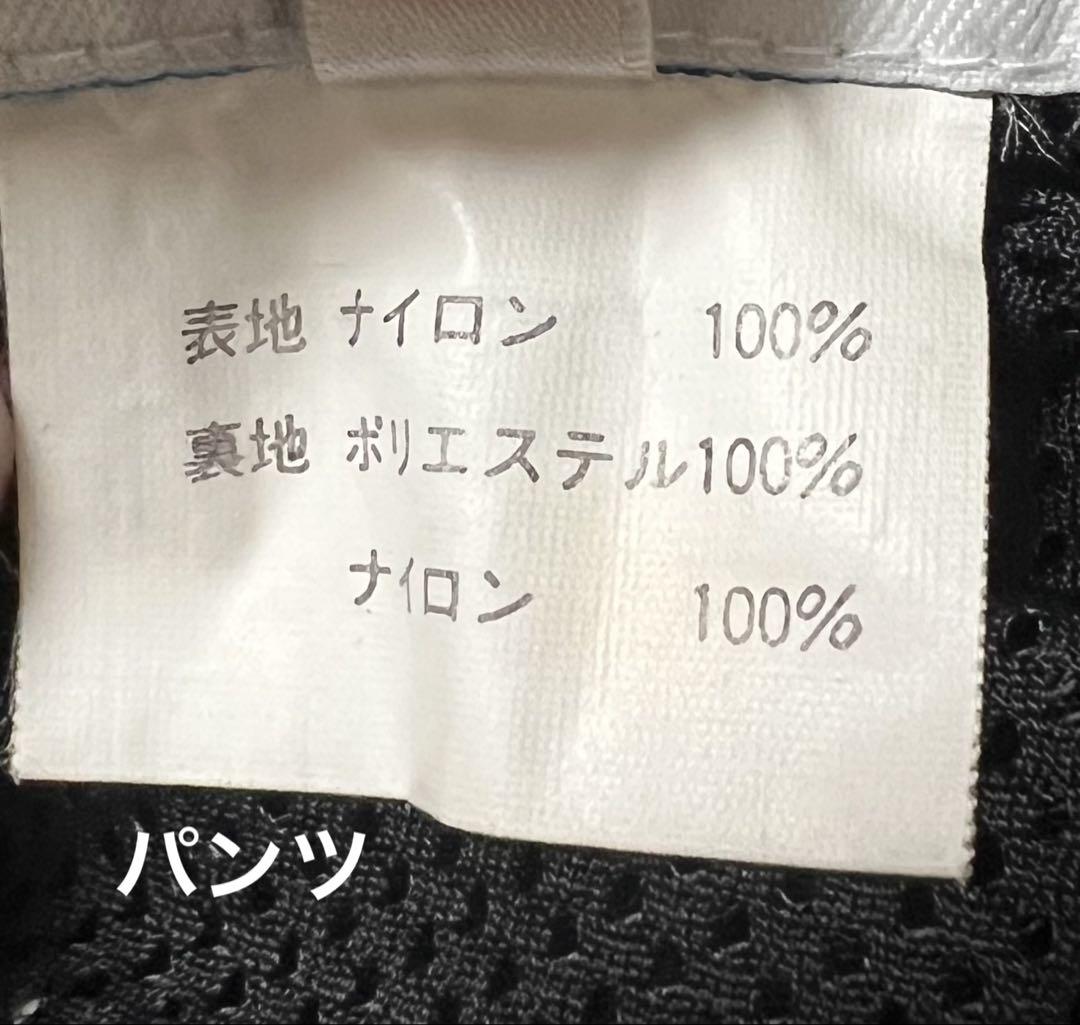 表地 ナイロン 100%
裏地 ポリエステル100%
ナイロン 100%
パンツ